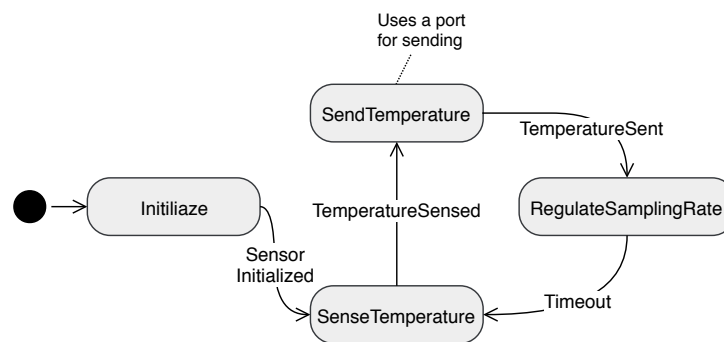 Uses a port
for sending
SendTemperature
TemperatureSent
Initiliaze
TemperatureSensed
RegulateSamplingRate
Sensor
Initialized
Timeout
SenseTemperature